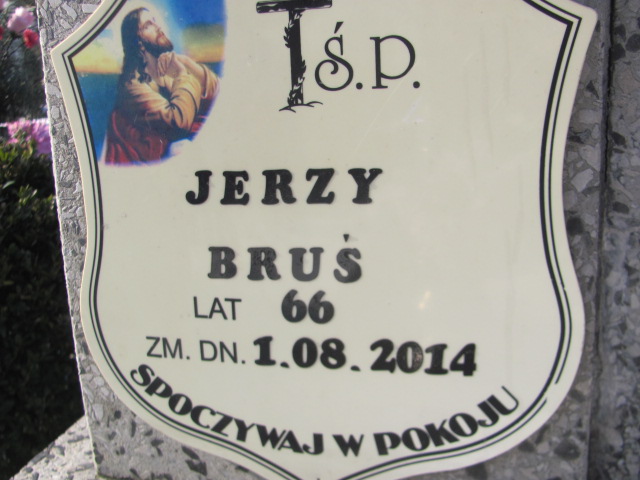 Ś.P.
JERZY
BRUŚ
LAT 66
ZM. DN. 1.08.2014
SPOCZYWAJ W POKOJU